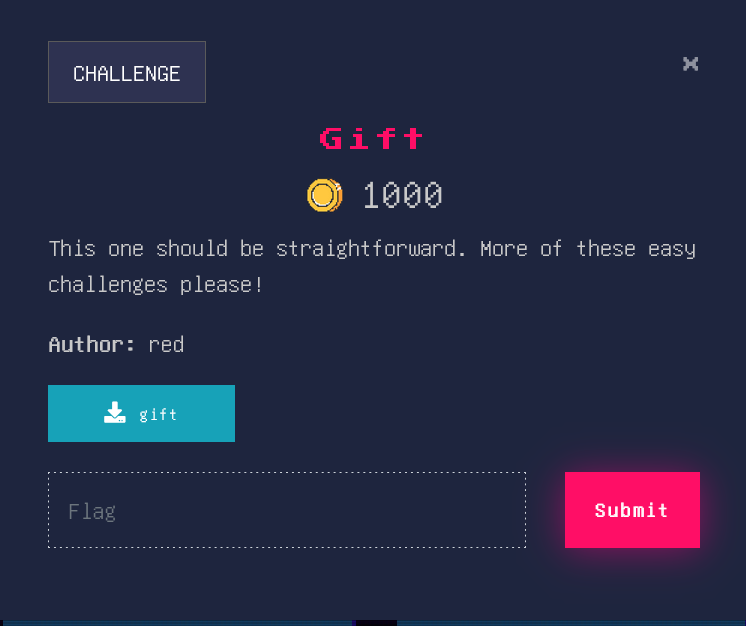 CHALLENGE
Gift
1000
This one should be straightforward. More of these easy
challenges please!
Author: red
gift
Flag
Submit